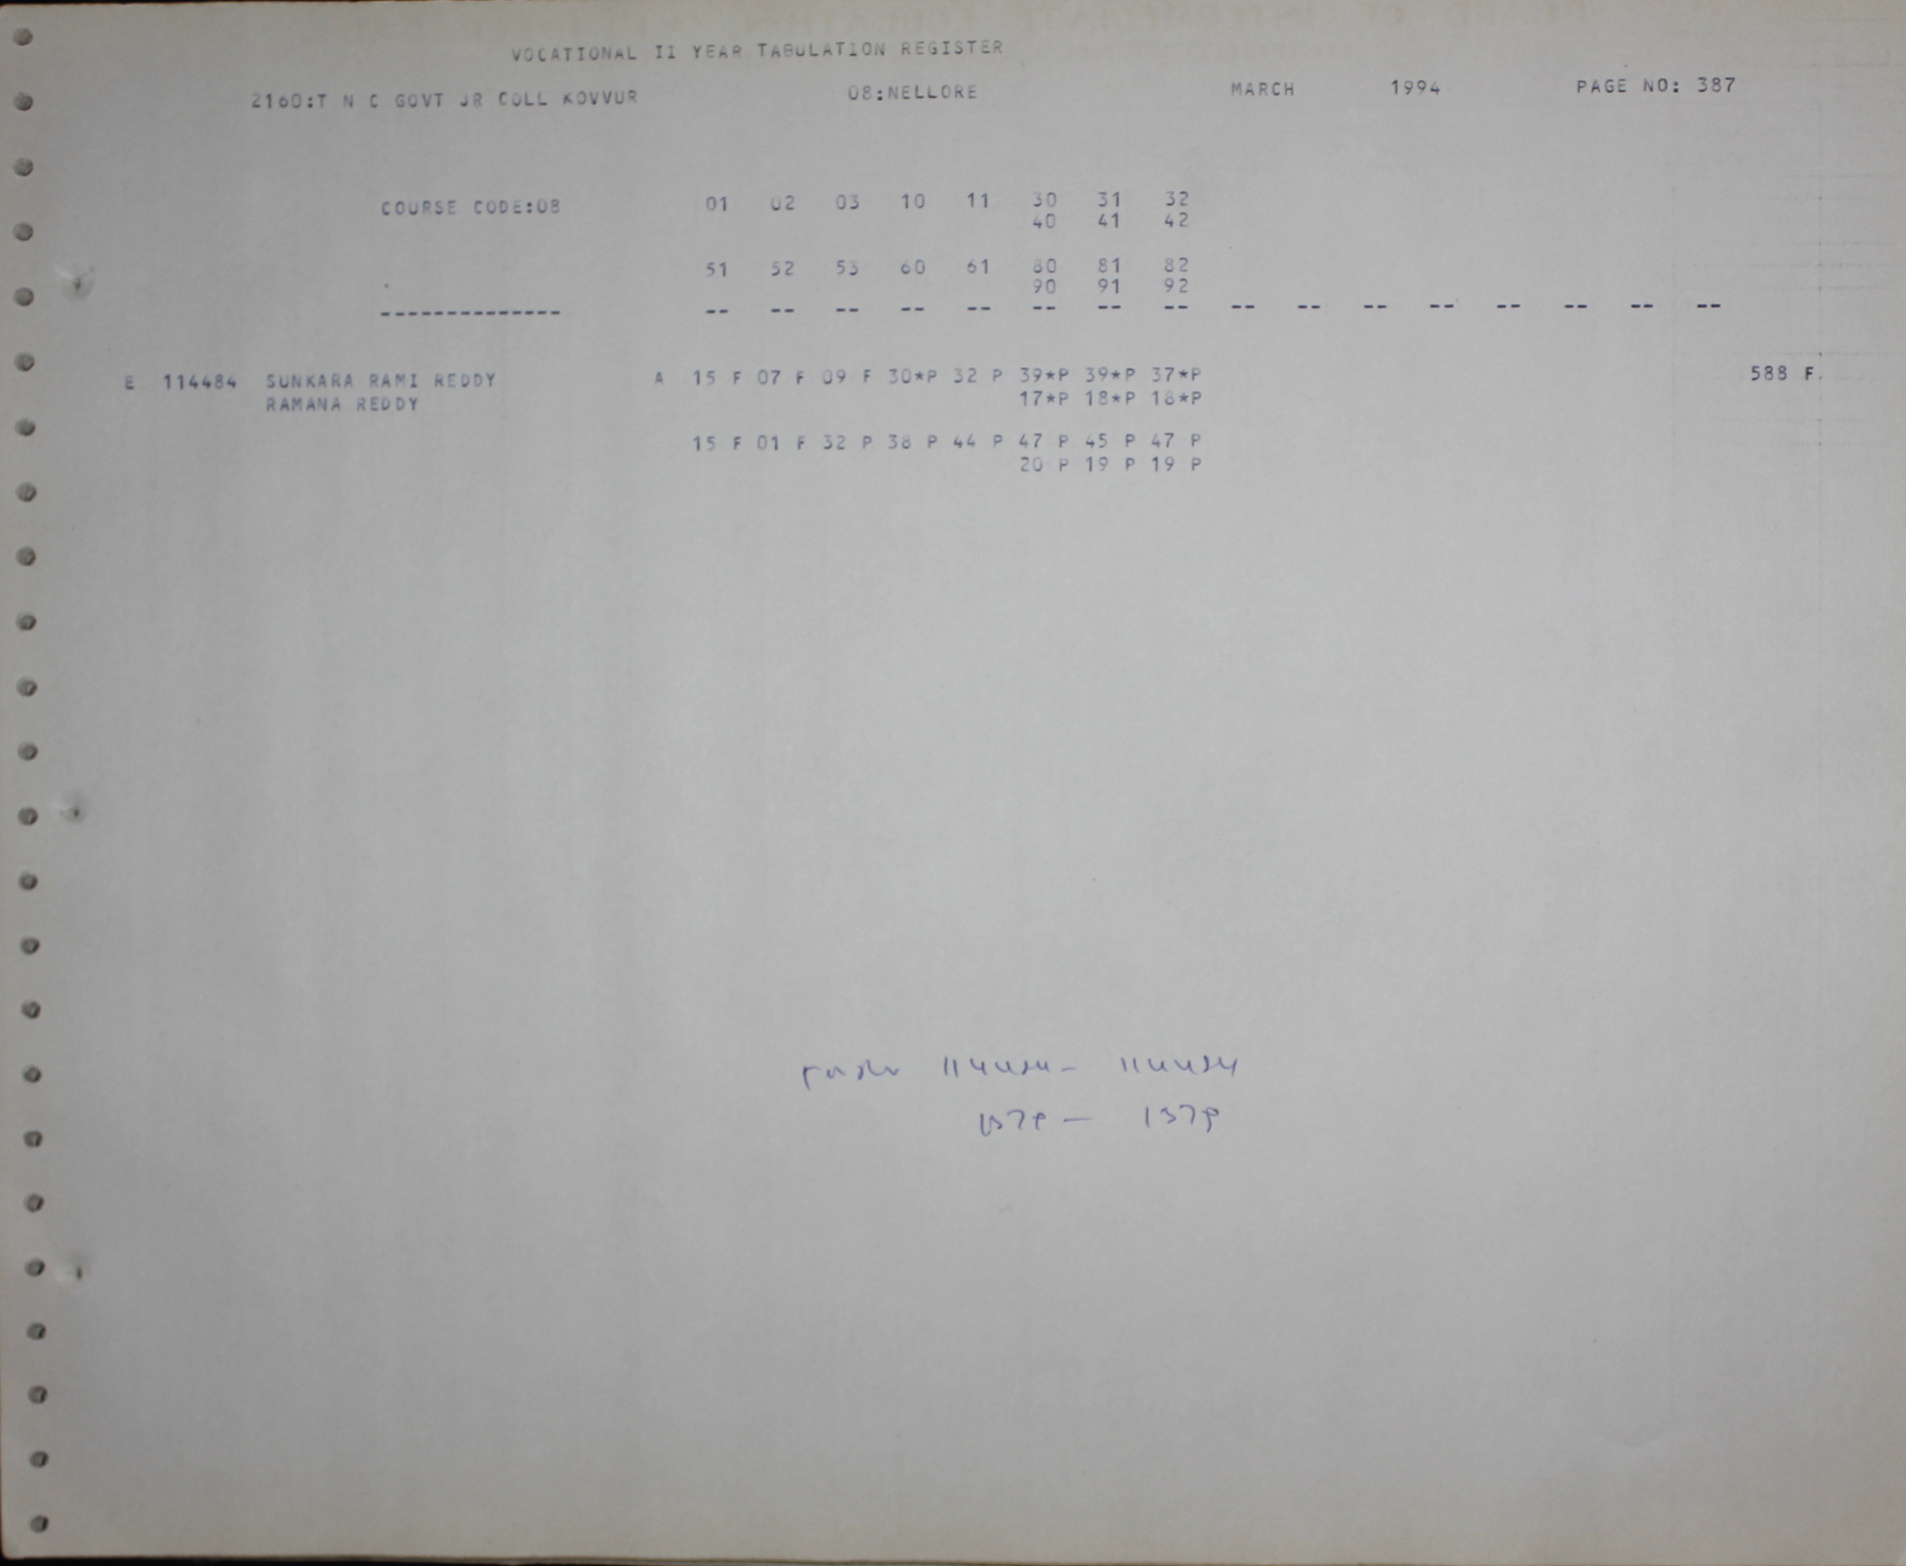 VOCATIONAL II YEAR TABULATION REGISTER
2160:T N C GOVT JR COLL KOVVUR 08:NELLORE MARCH 1994 PAGE NO: 387
COURSE CODE:08 01 02 03 10 11 30 31 32
40 41 42
51 52 53 60 61 80 81 82
90 91 92
-------------- -- -- -- -- -- -- -- -- -- -- -- -- -- -- -- --
E 114484 SUNKARA RAMI REDDY A 15 F 07 F 09 F 30*P 32 P 39*P 39*P 37*P 588 F.
RAMANA REDDY 17*P 18*P 18*P
15 F 01 F 32 P 38 P 44 P 47 P 45 P 47 P
20 P 19 P 19 P
114484 - 114484